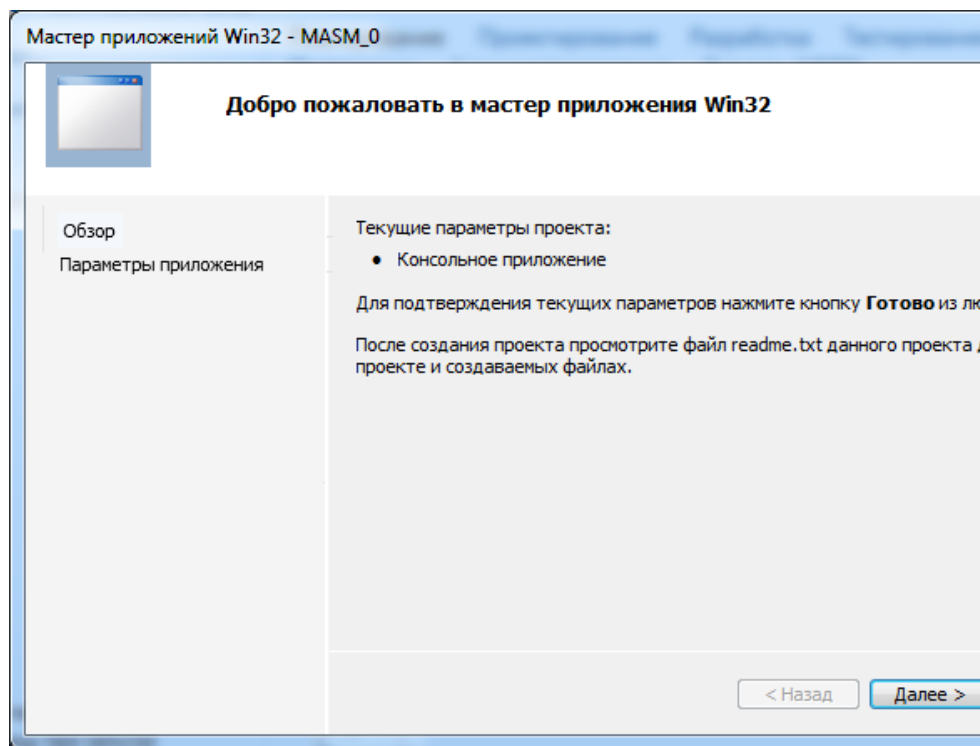 Мастер приложений Win32 - MASM_0
Добро пожаловать в мастер приложения Win32
Обзор
Параметры приложения
Текущие параметры проекта:
• Консольное приложение
Для подтверждения текущих параметров нажмите кнопку Готово из
После создания проекта просмотрите файл readme.txt данного проекта
проекте и создаваемых файлах.
< Назад
Далее >